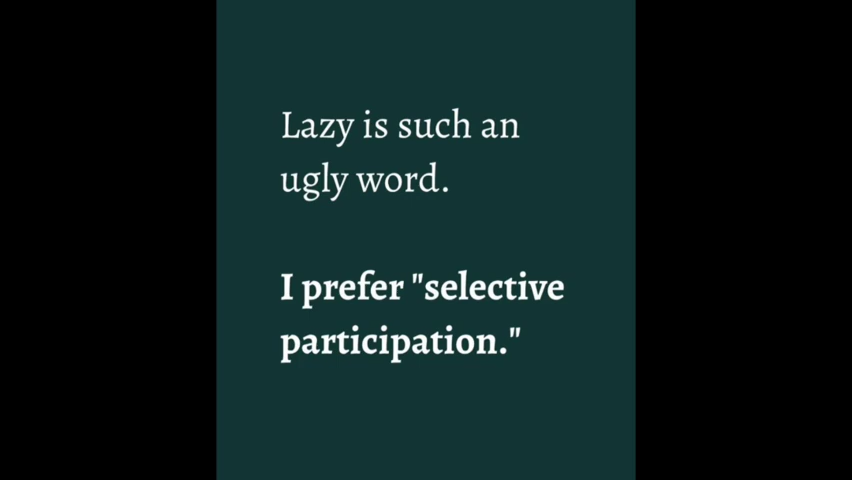 Lazy is such an
ugly word.
I prefer "selective
participation."